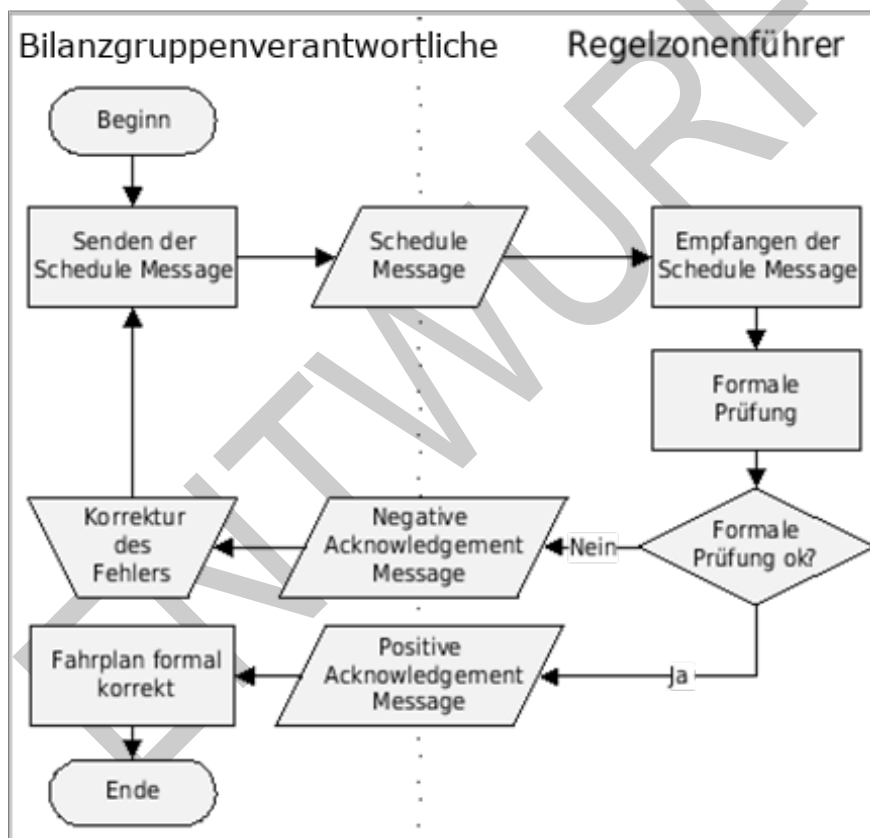 Bilanzgruppenverantwortliche
Regelzonenführer
Beginn
Senden der
Schedule Message
Schedule
Message
Empfangen der
Schedule Message
Formale
Prüfung
Formale
Prüfung ok?
Nein
Negative
Acknowledgement
Message
Korrektur
des
Fehlers
Ja
Positive
Acknowledgement
Message
Fahrplan formal
korrekt
Ende
ENTWURF